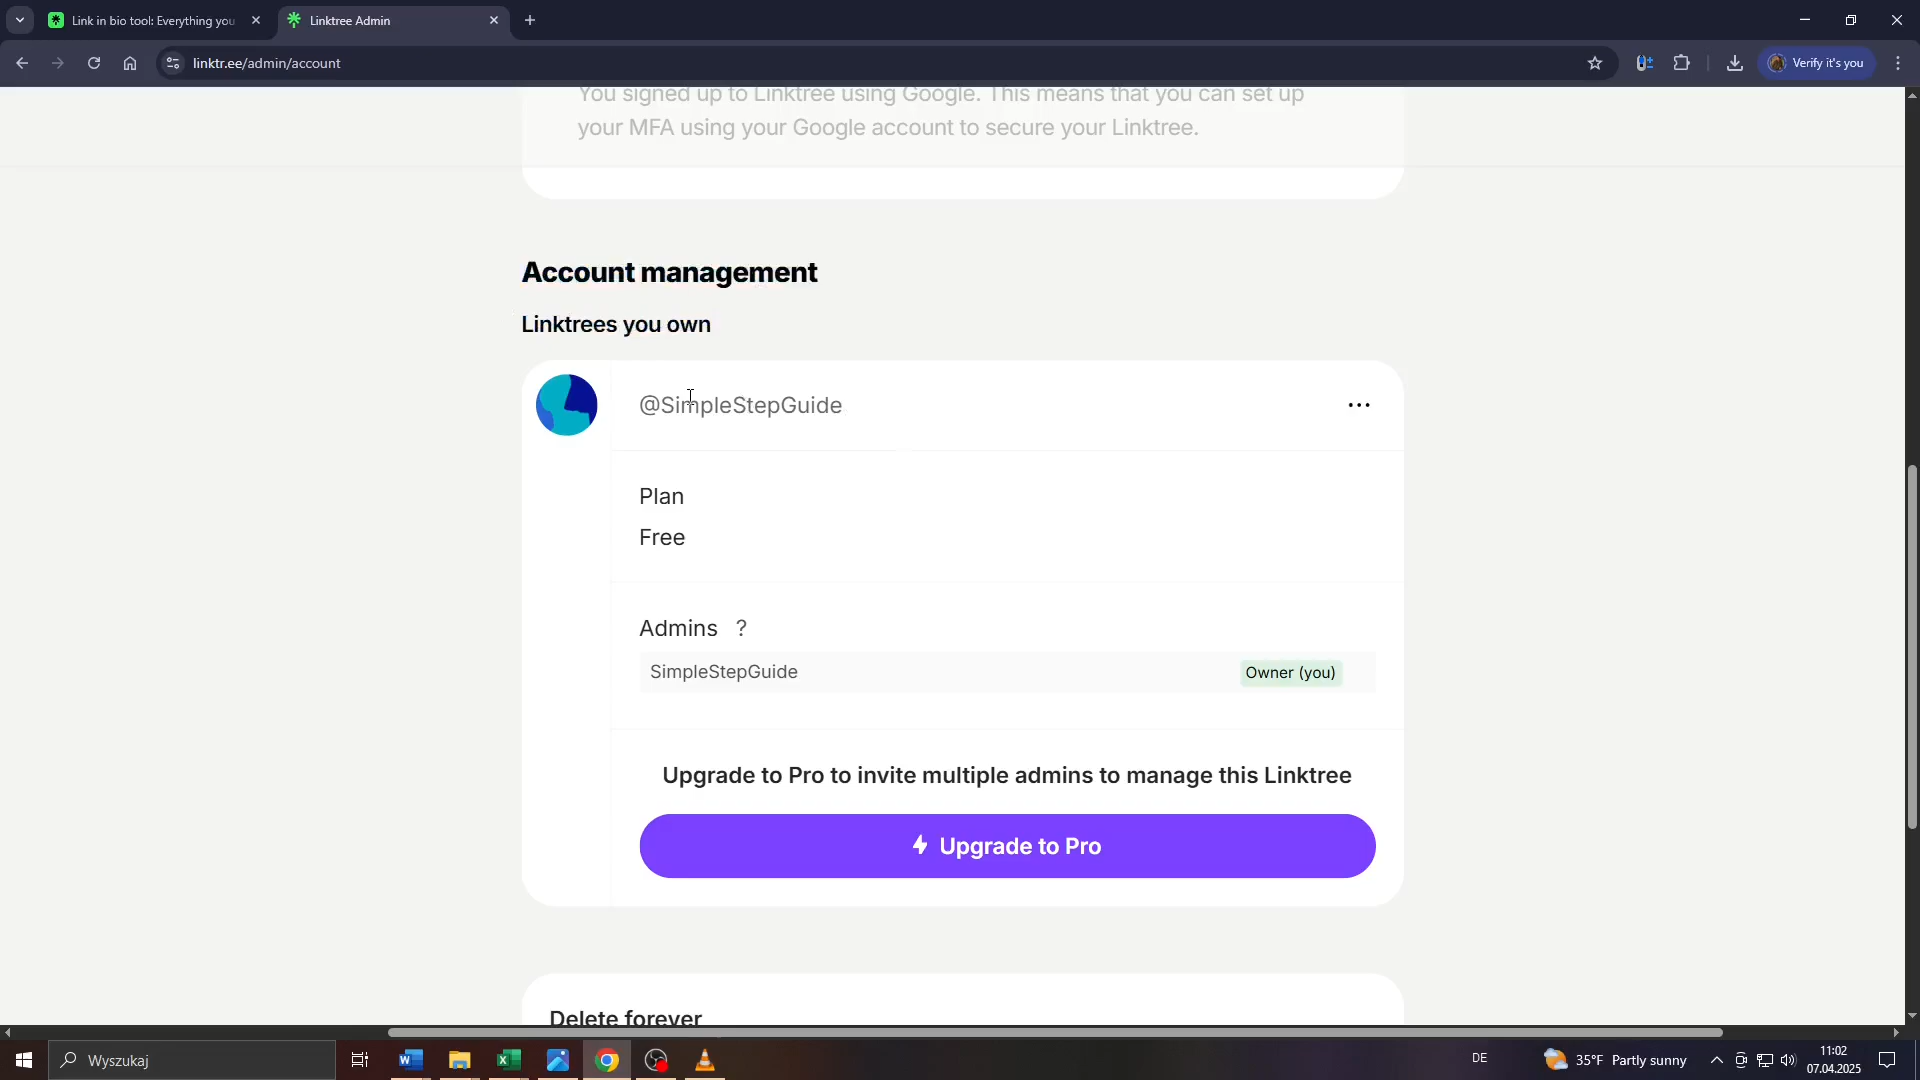 Link in bio tool: Everything you
Linktree Admin
linktr.ee/admin/account
Verify it's you
You signed up to Linktree using Google. This means that you can set up
your MFA using your Google account to secure your Linktree.
Account management
Linktrees you own
@SimpleStepGuide
Plan
Free
Admins ?
SimpleStepGuide
Owner (you)
Upgrade to Pro to invite multiple admins to manage this Linktree
Upgrade to Pro
Delete forever
Wyszukaj
DE
35°F Partly sunny
11:02
07.04.2025